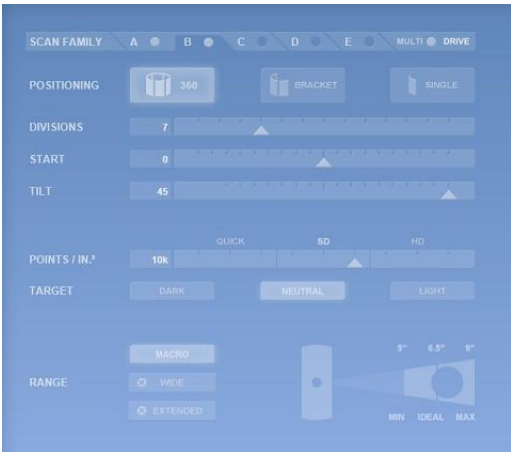 SCAN FAMILY A B C D E MULTI DRIVE
POSITIONING 360 BRACKET SINGLE
DIVISIONS 7
START 0
TILT 45
QUICK SD HD
POINTS / IN.² 10k
TARGET DARK NEUTRAL LIGHT
MACRO 5" 6.5" 9"
RANGE WIDE
EXTENDED MIN IDEAL MAX